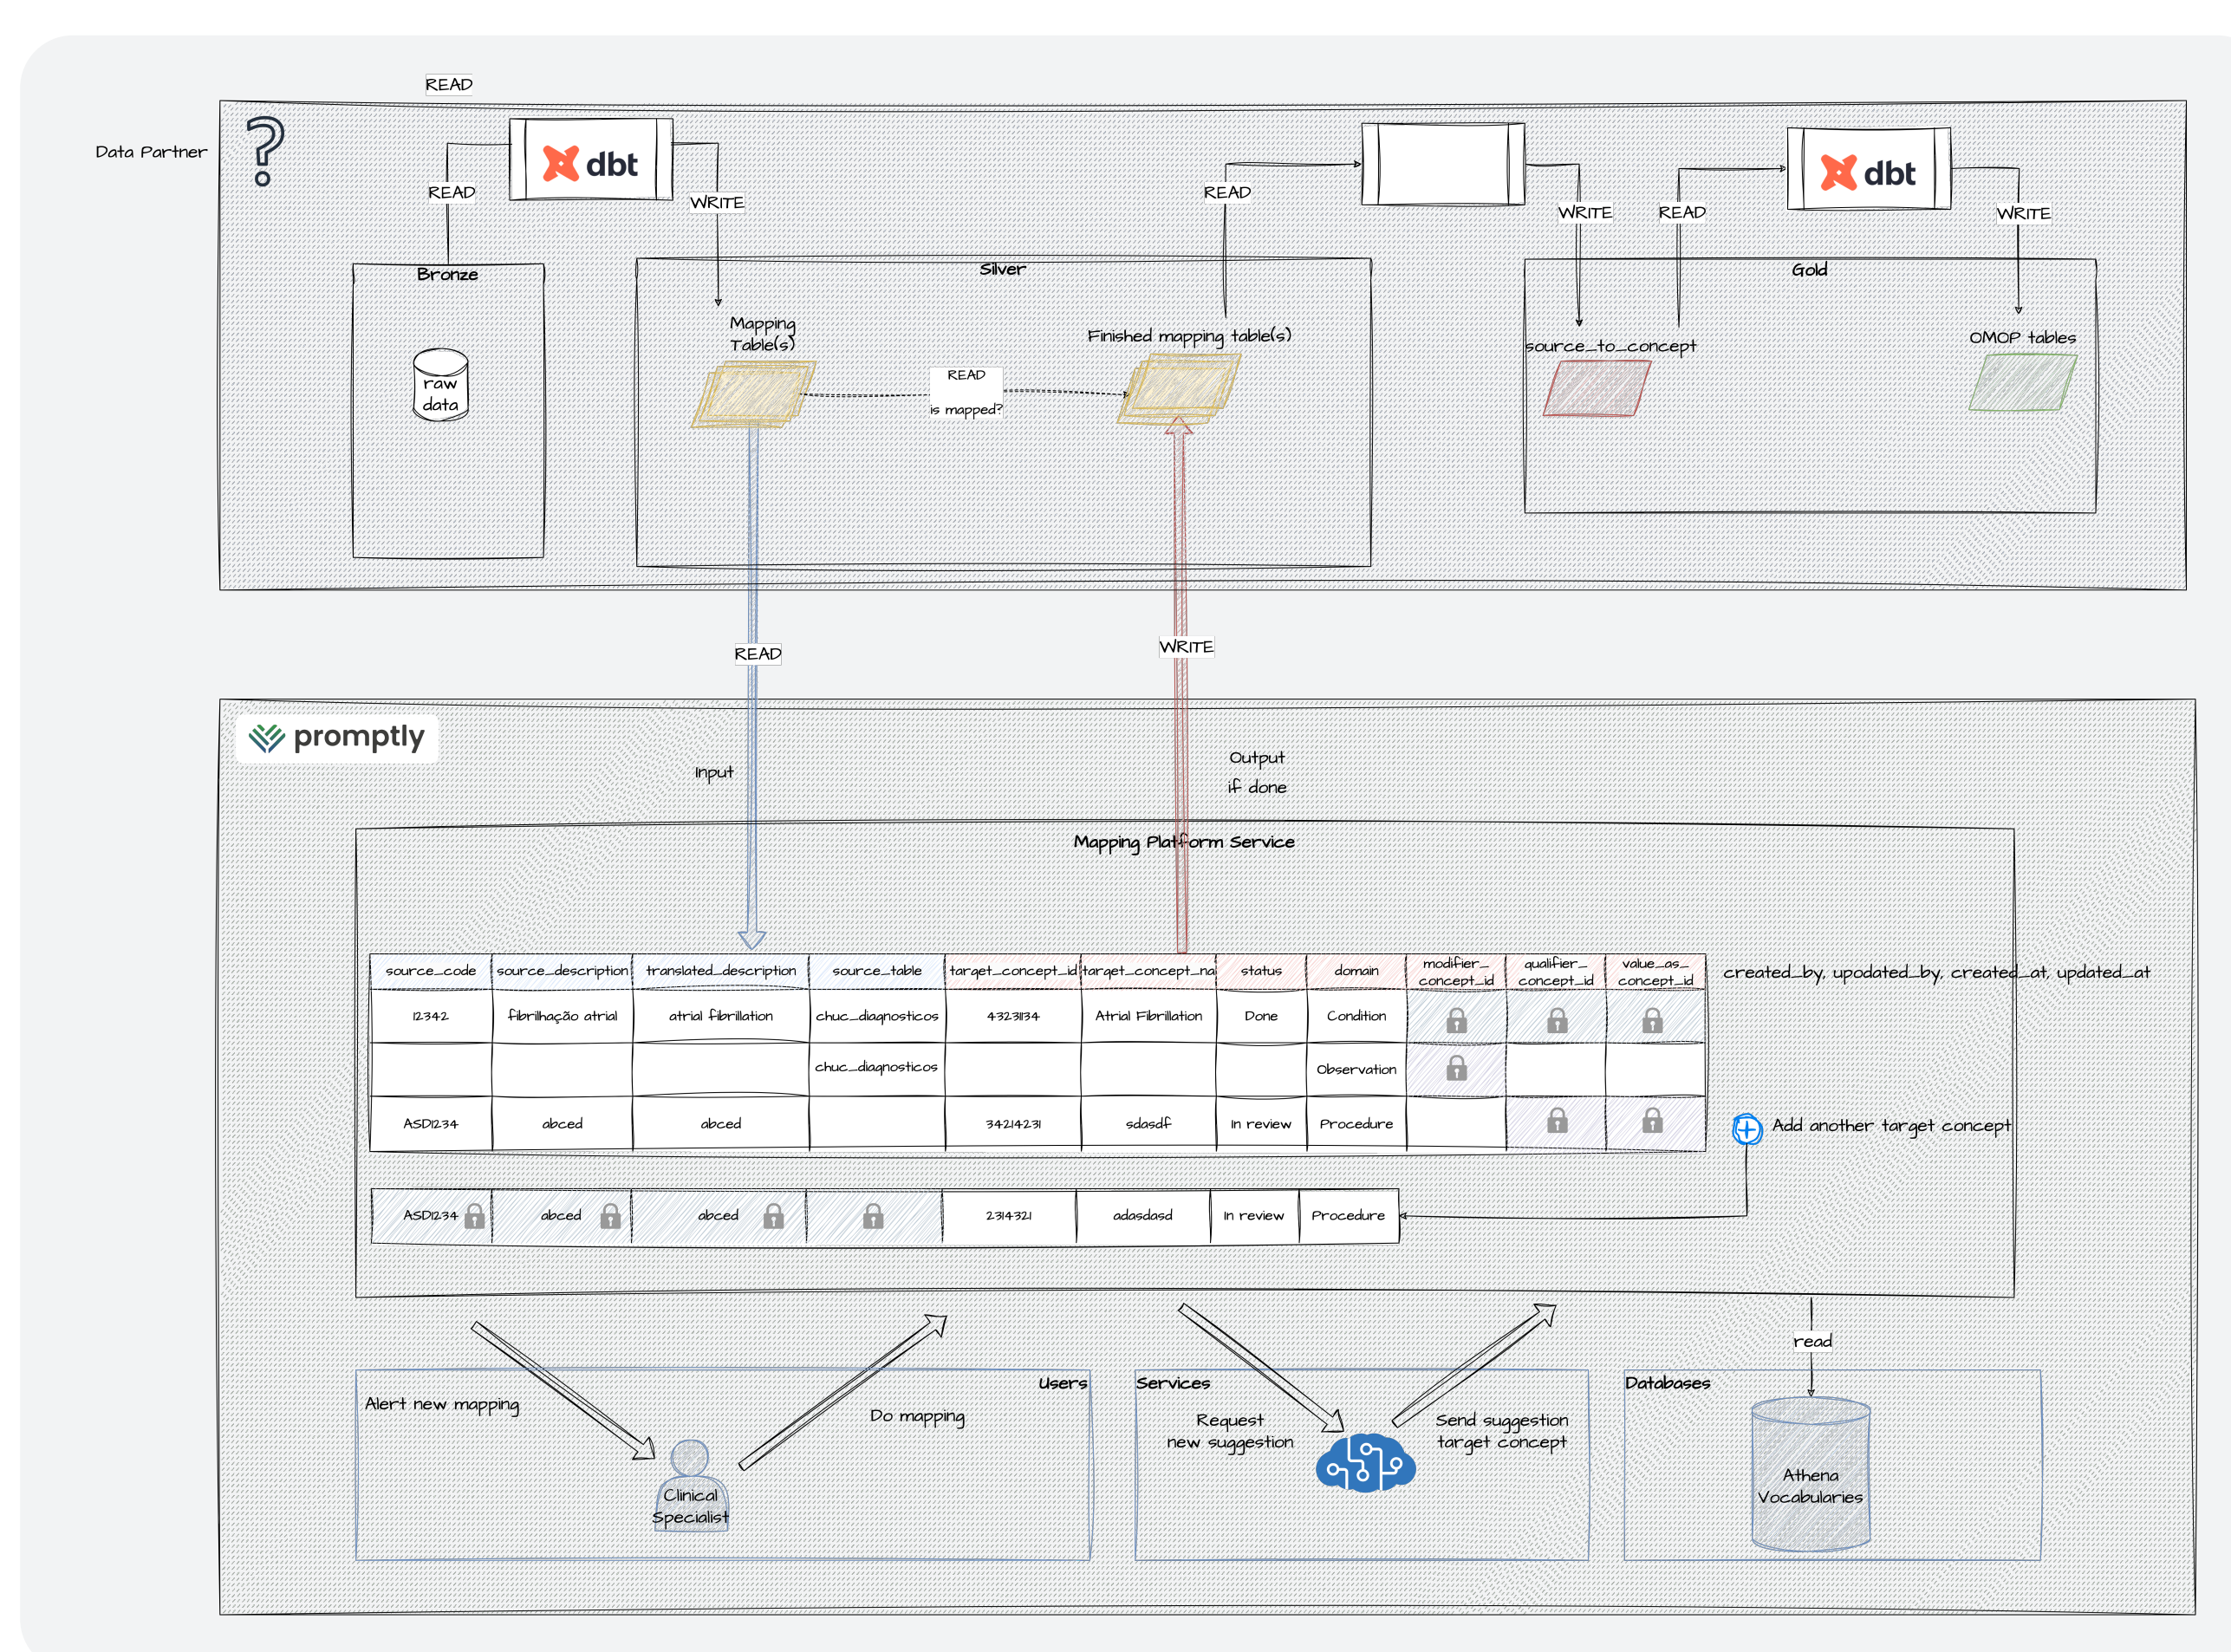 READ
Data Partner
?
dbt
READ
WRITE
READ
WRITE
READ
dbt
WRITE
Bronze
raw
data
Silver
Mapping
Table(s)
READ
is mapped?
Finished mapping table(s)
Gold
source_to_concept
OMOP tables
READ
WRITE
promptly
Input
Output
if done
Mapping Platform Service
source_code source_description translated_description source_table target_concept_id target_concept_na status domain modifier_ concept_id qualifier_ concept_id value_as_ concept_id
created_by, upodated_by, created_at, updated_at
12342 fibrilhação atrial atrial fibrillation chuc_diagnosticos 43231134 Atrial Fibrillation Done Condition
chuc_diagnosticos Observation
ASD1234 abced abced 34214231 sdasdf In review Procedure
Add another target concept
ASD1234 abced abced 2314321 adasdasd In review Procedure
read
Users
Alert new mapping
Do mapping
Clinical
Specialist
Services
Request
new suggestion
Send suggestion
target concept
Databases
Athena
Vocabularies